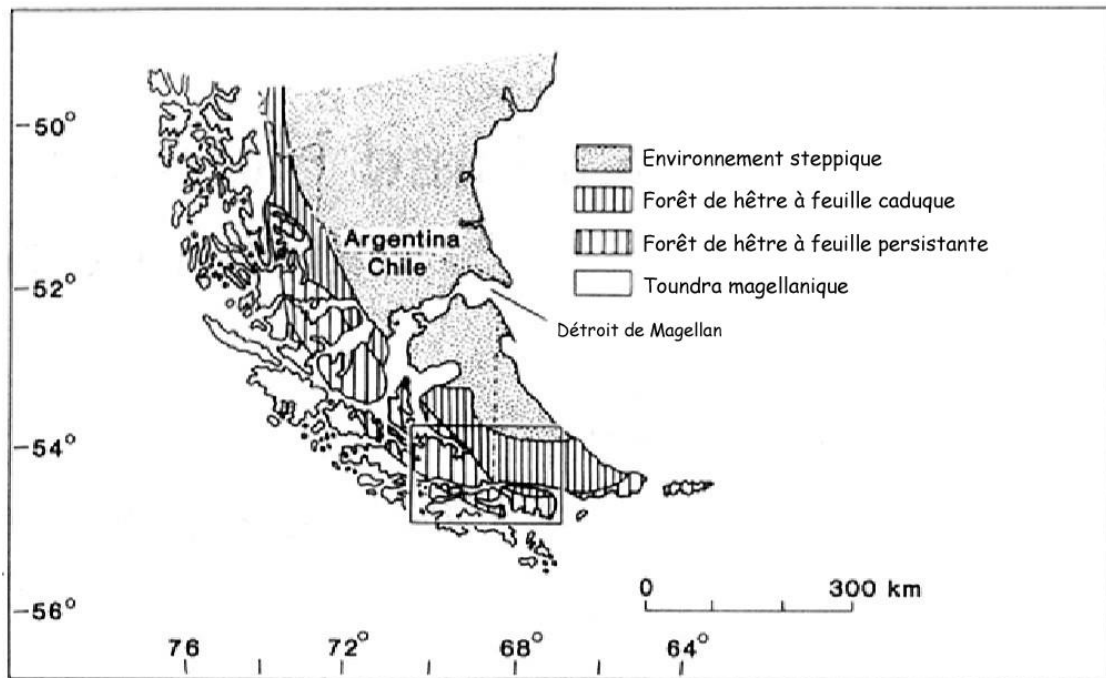 50°
Environnement steppique
Forêt de hêtre à feuille caduque
Argentina
Forêt de hêtre à feuille persistante
Chile
52°
Toundra magellanique
Détroit de Magellan
54°
0 300 km
56°
76 72° 68° 64°